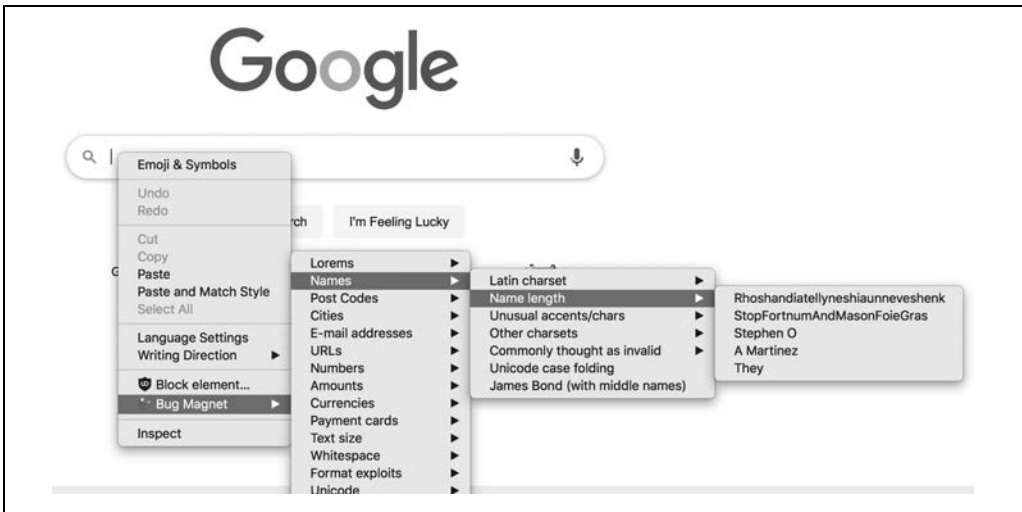 Google
Emoji & Symbols
Undo
Redo
Cut
Copy
Paste
Paste and Match Style
Select All
Language Settings
Writing Direction
Block element...
Bug Magnet
Inspect
I'm Feeling Lucky
Lorems
Names
Post Codes
Cities
E-mail addresses
URLs
Numbers
Amounts
Currencies
Payment cards
Text size
Whitespace
Format exploits
Unicode
Latin charset
Name length
Unusual accents/chars
Other charsets
Commonly thought as invalid
Unicode case folding
James Bond (with middle names)
Rhoshandiatellyneshiaunneveshenk
StopFortnumAndMasonFoieGras
Stephen O
A Martinez
They